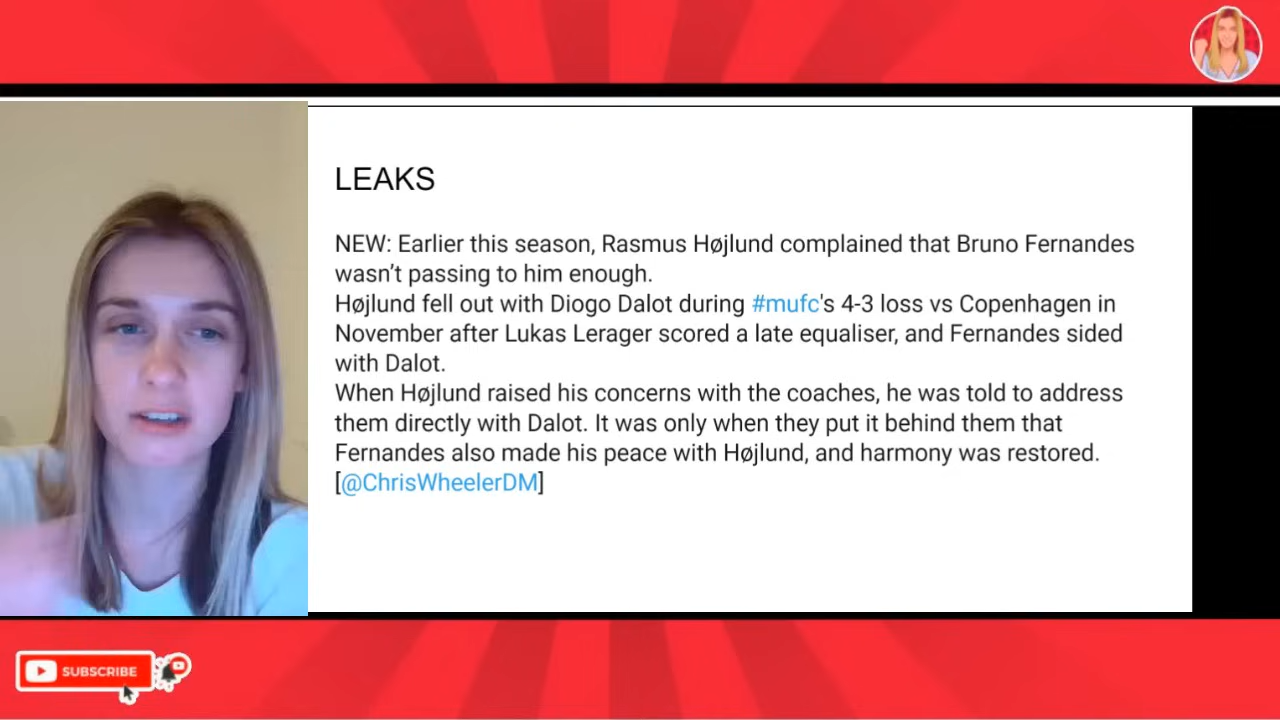 LEAKS
NEW: Earlier this season, Rasmus Højlund complained that Bruno Fernandes
wasn’t passing to him enough.
Højlund fell out with Diogo Dalot during #mufc's 4-3 loss vs Copenhagen in
November after Lukas Lerager scored a late equaliser, and Fernandes sided
with Dalot.
When Højlund raised his concerns with the coaches, he was told to address
them directly with Dalot. It was only when they put it behind them that
Fernandes also made his peace with Højlund, and harmony was restored.
[@ChrisWheelerDM]
SUBSCRIBE